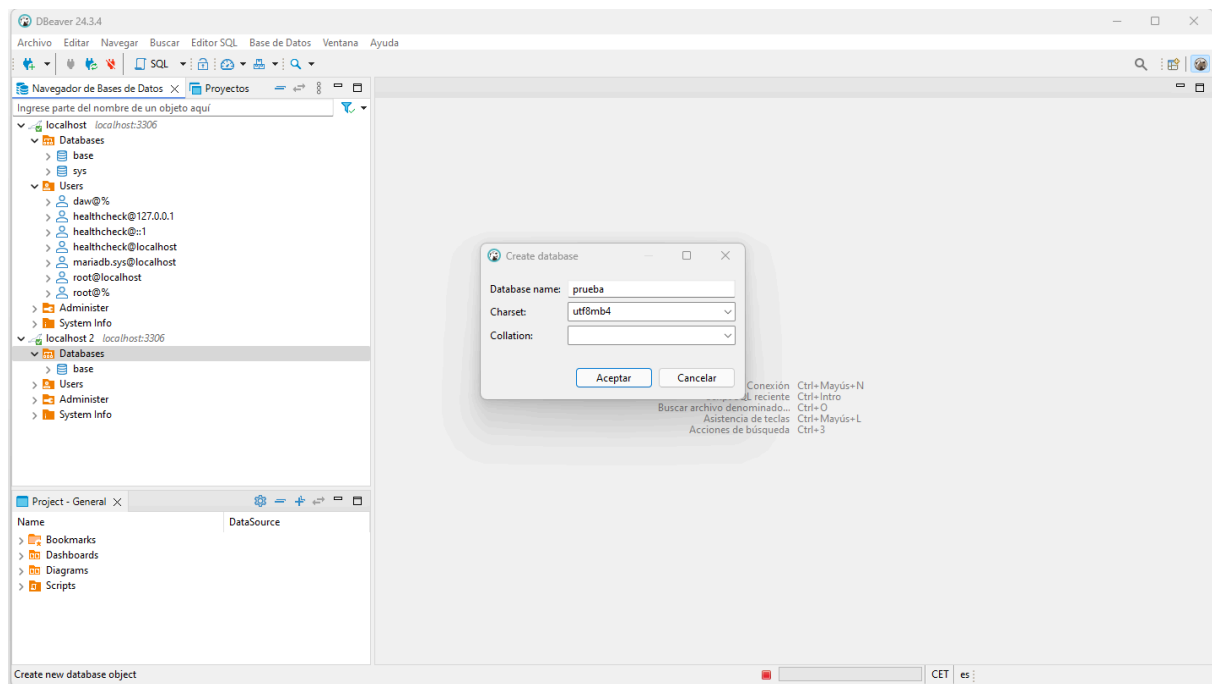 DBeaver 24.3.4
Archivo Editar Navegar Buscar Editor SQL Base de Datos Ventana Ayuda
SQL
Navegador de Bases de Datos Proyectos
Ingrese parte del nombre de un objeto aquí
localhost localhost:3306
Databases
base
sys
Users
daw@%
healthcheck@127.0.0.1
healthcheck@::1
healthcheck@localhost
mariadb.sys@localhost
root@localhost
root@%
Administer
System Info
localhost 2 localhost:3306
Databases
base
Users
Administer
System Info
Create database
Database name: prueba
Charset: utf8mb4
Collation:
Aceptar Cancelar
Conexión Ctrl+Mayús+N
reciente Ctrl+Intro
Buscar archivo denominado... Ctrl+O
Asistencia de teclas Ctrl+Mayús+L
Acciones de búsqueda Ctrl+3
Project - General
Name DataSource
Bookmarks
Dashboards
Diagrams
Scripts
Create new database object CET es